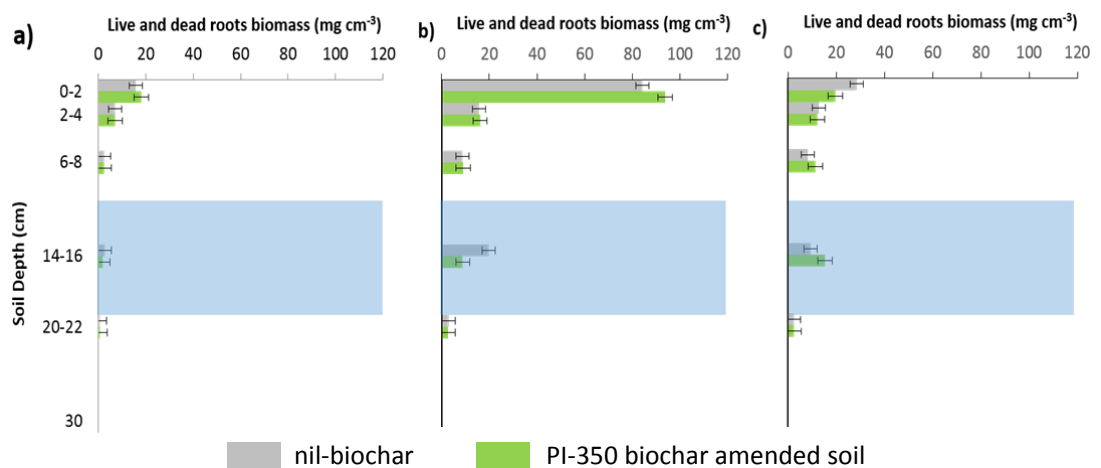 a)
Live and dead roots biomass (mg cm⁻³)
0 20 40 60 80 100 120
b)
Live and dead roots biomass (mg cm⁻³)
0 20 40 60 80 100 120
c)
Live and dead roots biomass (mg cm⁻³)
0 20 40 60 80 100 120
Soil Depth (cm)
0-2
2-4
6-8
14-16
20-22
30
nil-biochar
PI-350 biochar amended soil